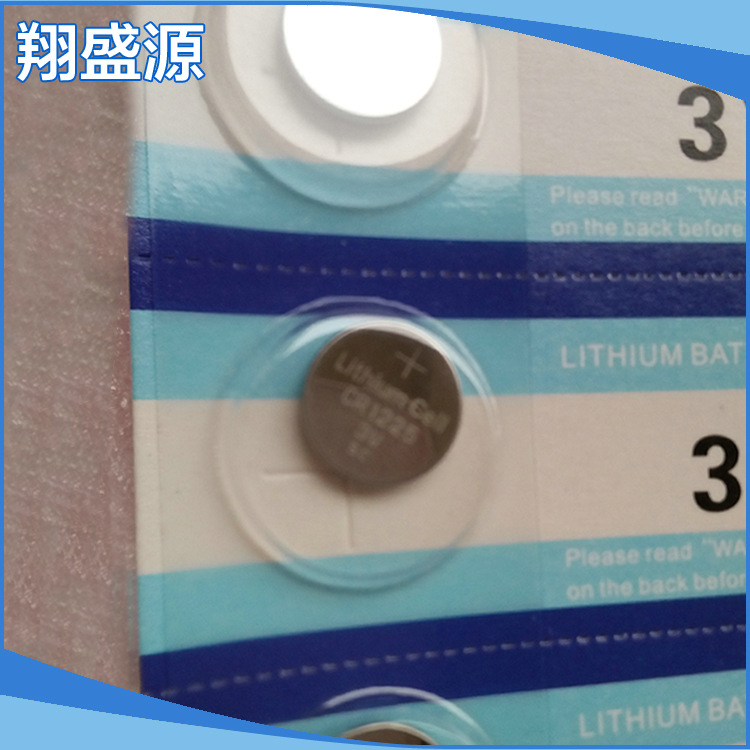 翔盛源
3
Please read "WAR
on the back before
LITHIUM BAT
+
Lithium Cell
CR1225
3V
3
Please read "WA
on the back befor
LITHIUM BA